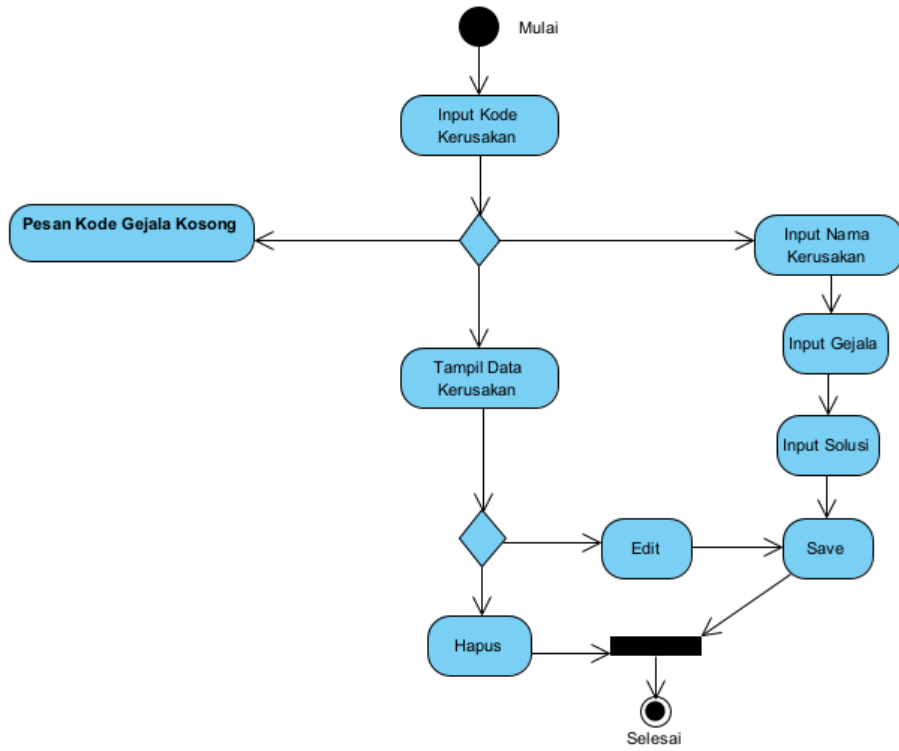 Mulai
Input Kode
Kerusakan
Pesan Kode Gejala Kosong
Input Nama
Kerusakan
Input Gejala
Tampil Data
Kerusakan
Input Solusi
Edit
Save
Hapus
Selesai